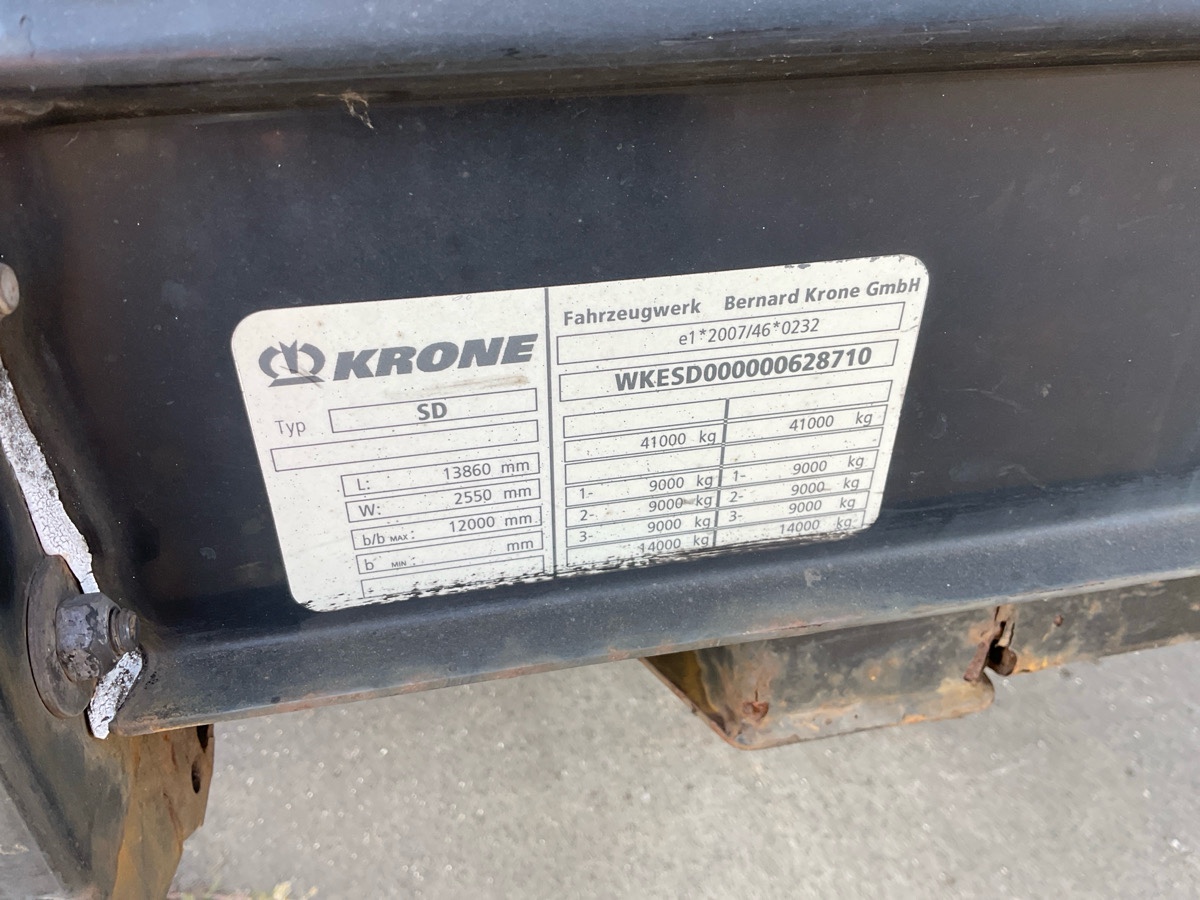 KRONE
Typ SD
L: 13860 mm
W: 2550 mm
b/b MAX: 12000 mm
b MIN: mm
Fahrzeugwerk Bernard Krone GmbH
e1*2007/46*0232
WKESD000000628710
41000 kg 41000 kg
1- 9000 kg 1- 9000 kg
2- 9000 kg 2- 9000 kg
3- 9000 kg 3- 9000 kg
14000 kg 14000 kg